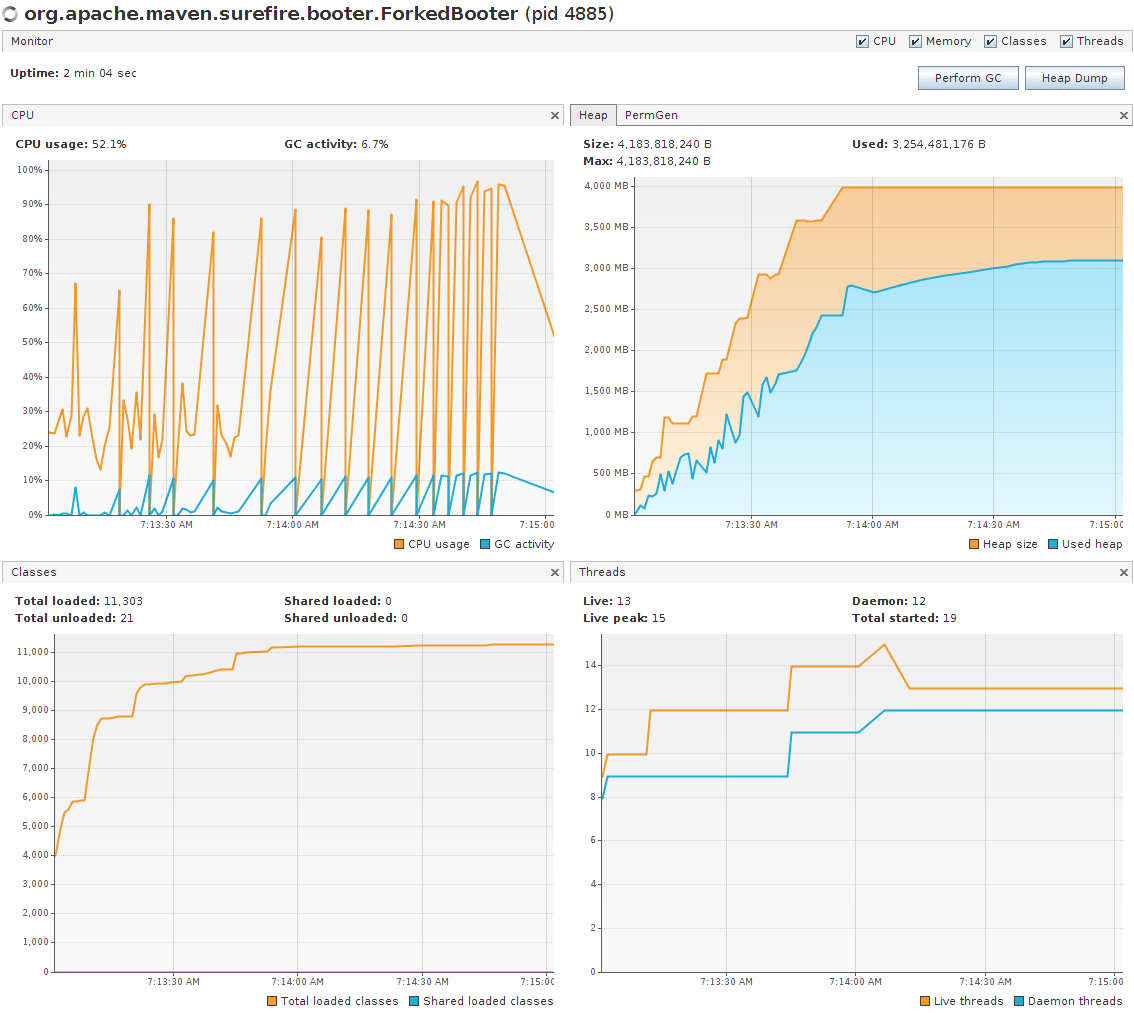 org.apache.maven.surefire.booter.ForkedBooter (pid 4885)
Monitor
CPU Memory Classes Threads
Uptime: 2 min 04 sec
Perform GC Heap Dump
CPU
CPU usage: 52.1% GC activity: 6.7%
100%
90%
80%
70%
60%
50%
40%
30%
20%
10%
0%
7:13:30 AM 7:14:00 AM 7:14:30 AM 7:15:00
CPU usage GC activity
Heap PermGen
Size: 4,183,818,240 B Used: 3,254,481,176 B
Max: 4,183,818,240 B
4,000 MB
3,500 MB
3,000 MB
2,500 MB
2,000 MB
1,500 MB
1,000 MB
500 MB
0 MB
7:13:30 AM 7:14:00 AM 7:14:30 AM 7:15:00
Heap size Used heap
Classes
Total loaded: 11,303 Shared loaded: 0
Total unloaded: 21 Shared unloaded: 0
11,000
10,000
9,000
8,000
7,000
6,000
5,000
4,000
3,000
2,000
1,000
0
7:13:30 AM 7:14:00 AM 7:14:30 AM 7:15:00
Total loaded classes Shared loaded classes
Threads
Live: 13 Daemon: 12
Live peak: 15 Total started: 19
14
12
10
8
6
4
2
0
7:13:30 AM 7:14:00 AM 7:14:30 AM 7:15:00
Live threads Daemon threads